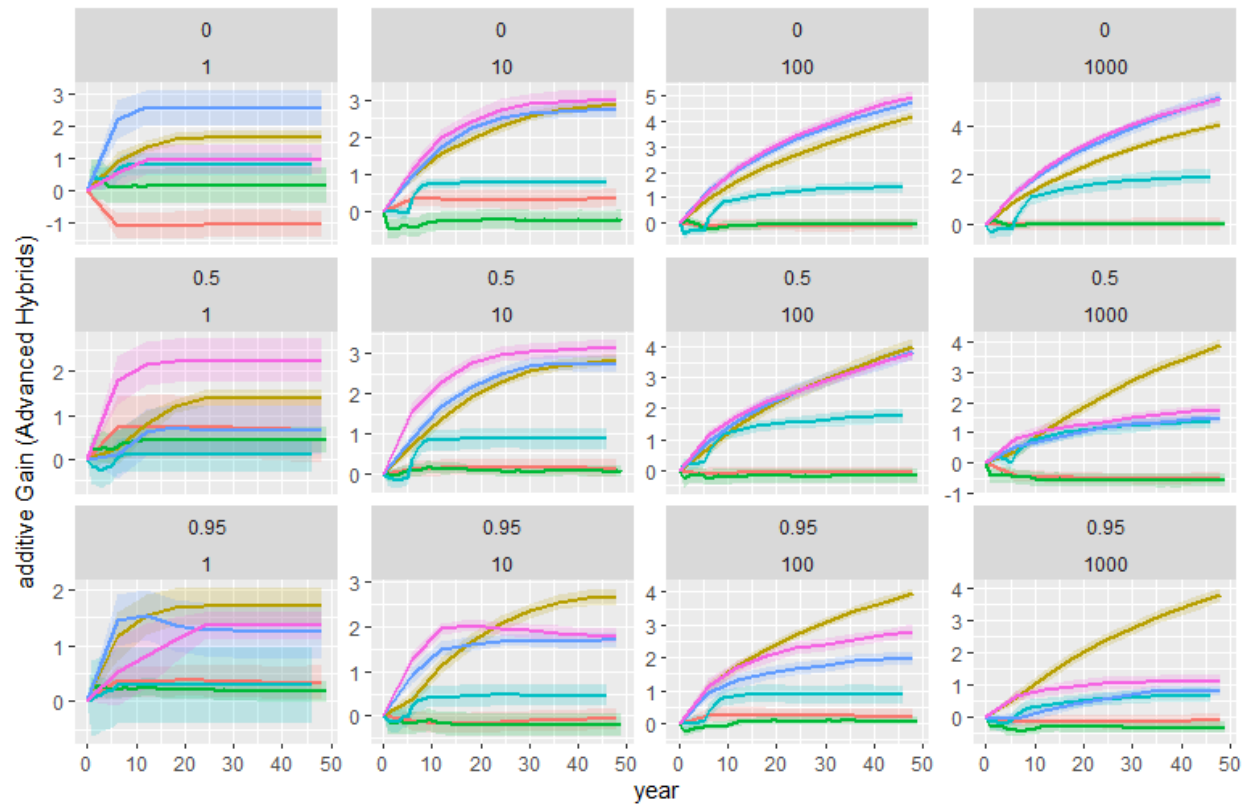 0 0 0 0
1 10 100 1000
3 3 5 4
2 2 4 2
1 1 3 0
0 0 2
-1 1
0
0.5 0.5 0.5 0.5
1 10 100 1000
2 3 4 4
1 2 3 3
0 1 2 2
0 1 1
0 0
-1
0.95 0.95 0.95 0.95
1 10 100 1000
2 3 4 4
1 2 3 3
0 1 2 2
0 1 1
0 0
0 10 20 30 40 50 0 10 20 30 40 50 0 10 20 30 40 50 0 10 20 30 40 50
year
additive Gain (Advanced Hybrids)